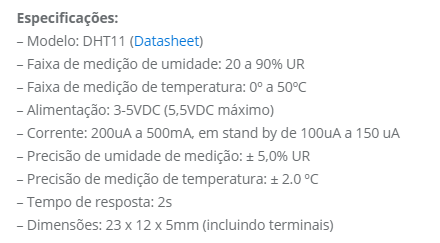 Especificações:
– Modelo: DHT11 (Datasheet)
– Faixa de medição de umidade: 20 a 90% UR
– Faixa de medição de temperatura: 0º a 50ºC
– Alimentação: 3-5VDC (5,5VDC máximo)
– Corrente: 200uA a 500mA, em stand by de 100uA a 150 uA
– Precisão de umidade de medição: ± 5,0% UR
– Precisão de medição de temperatura: ± 2.0 ºC
– Tempo de resposta: 2s
– Dimensões: 23 x 12 x 5mm (incluindo terminais)